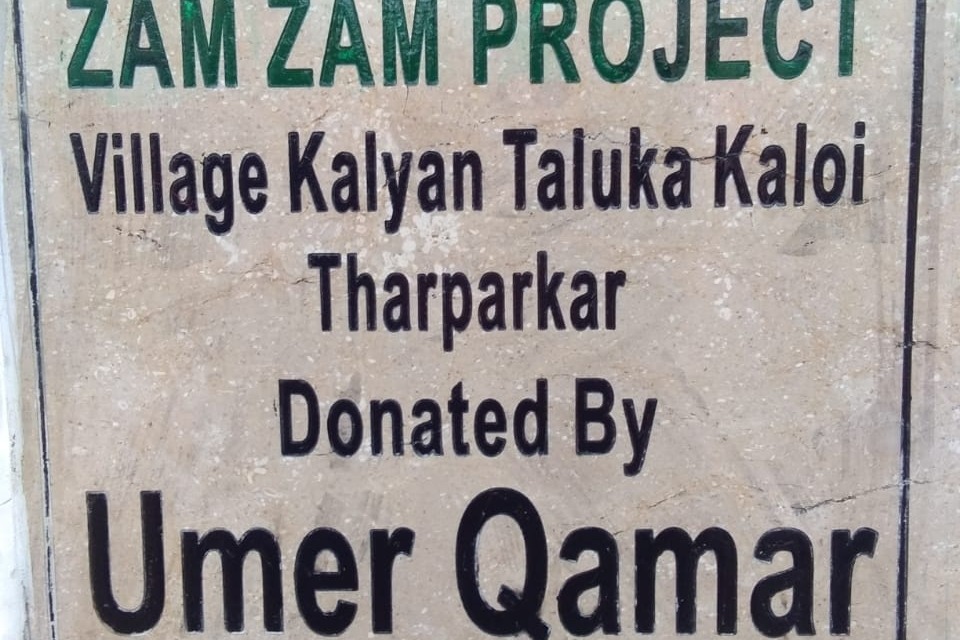 ZAM ZAM PROJECT
Village Kalyan Taluka Kaloi
Tharparkar
Donated By
Umer Qamar